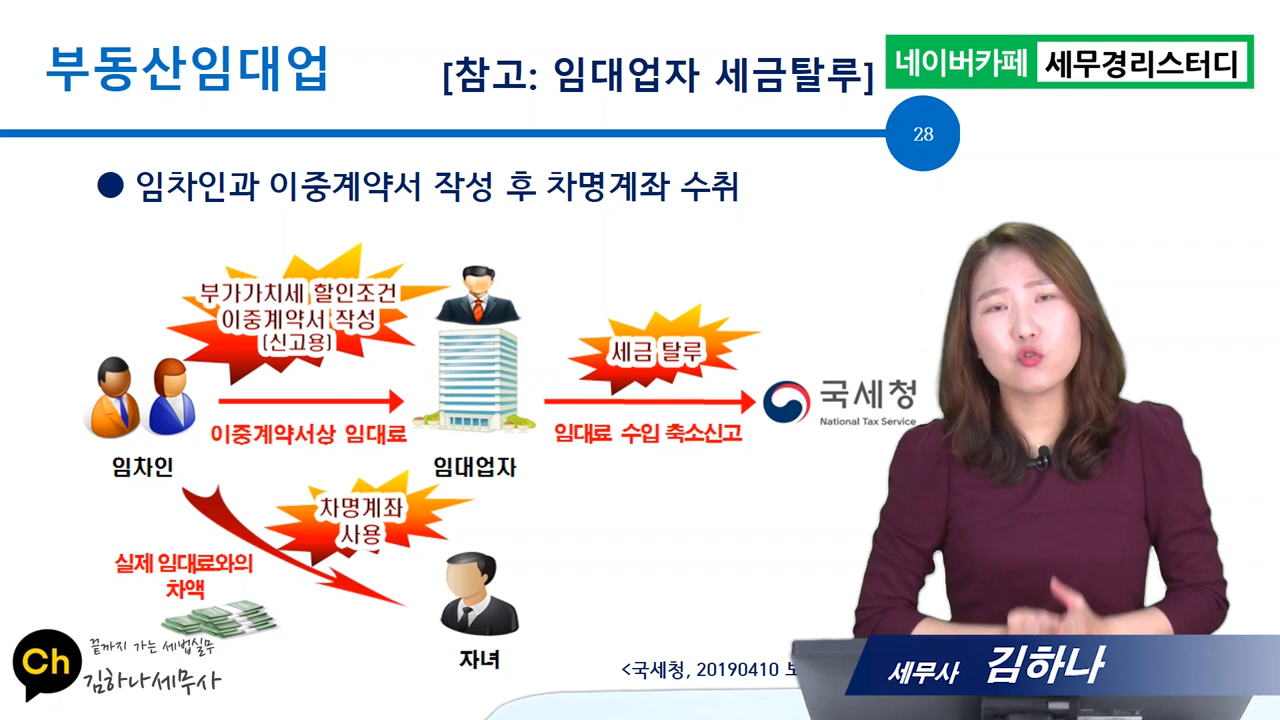 부동산임대업
[참고: 임대업자 세금탈루]
네이버카페 세무경리스터디
28
● 임차인과 이중계약서 작성 후 차명계좌 수취
부가가치세 할인조건
이중계약서 작성
(신고용)
세금 탈루
국세청
National Tax Service
이중계약서상 임대료
임대료 수입 축소신고
임차인
임대업자
차명계좌
사용
실제 임대료와의
차액
자녀
끝까지 가는 세법실무
Ch
김하나세무사
<국세청, 20190410
세무사 김하나